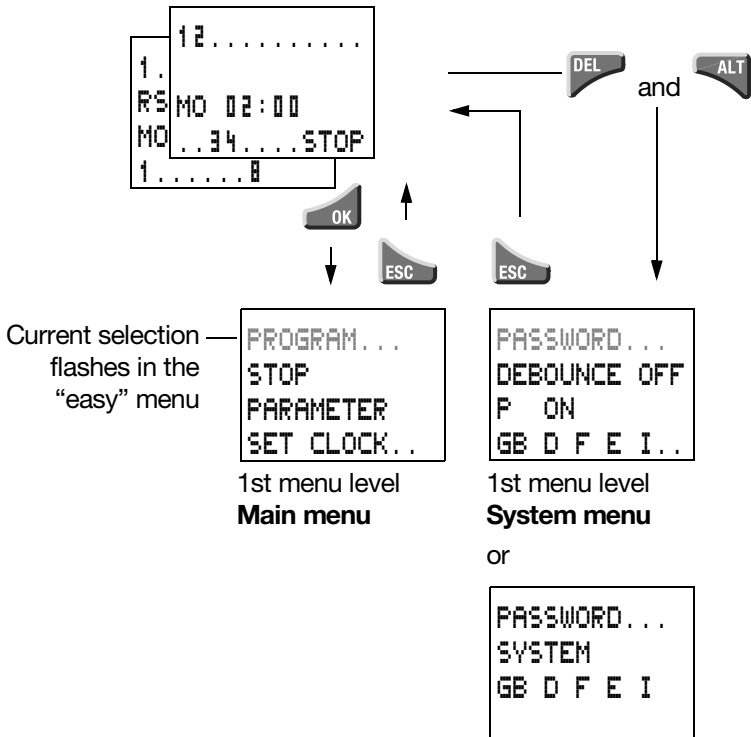 12..........
1.
RS
MO 02:00
MO
..34....STOP
1......8
DEL
and
ALT
OK
ESC
ESC
Current selection
flashes in the
“easy” menu
PROGRAM...
STOP
PARAMETER
SET CLOCK..
1st menu level
Main menu
PASSWORD...
DEBOUNCE OFF
P ON
GB D F E I..
1st menu level
System menu
or
PASSWORD...
SYSTEM
GB D F E I